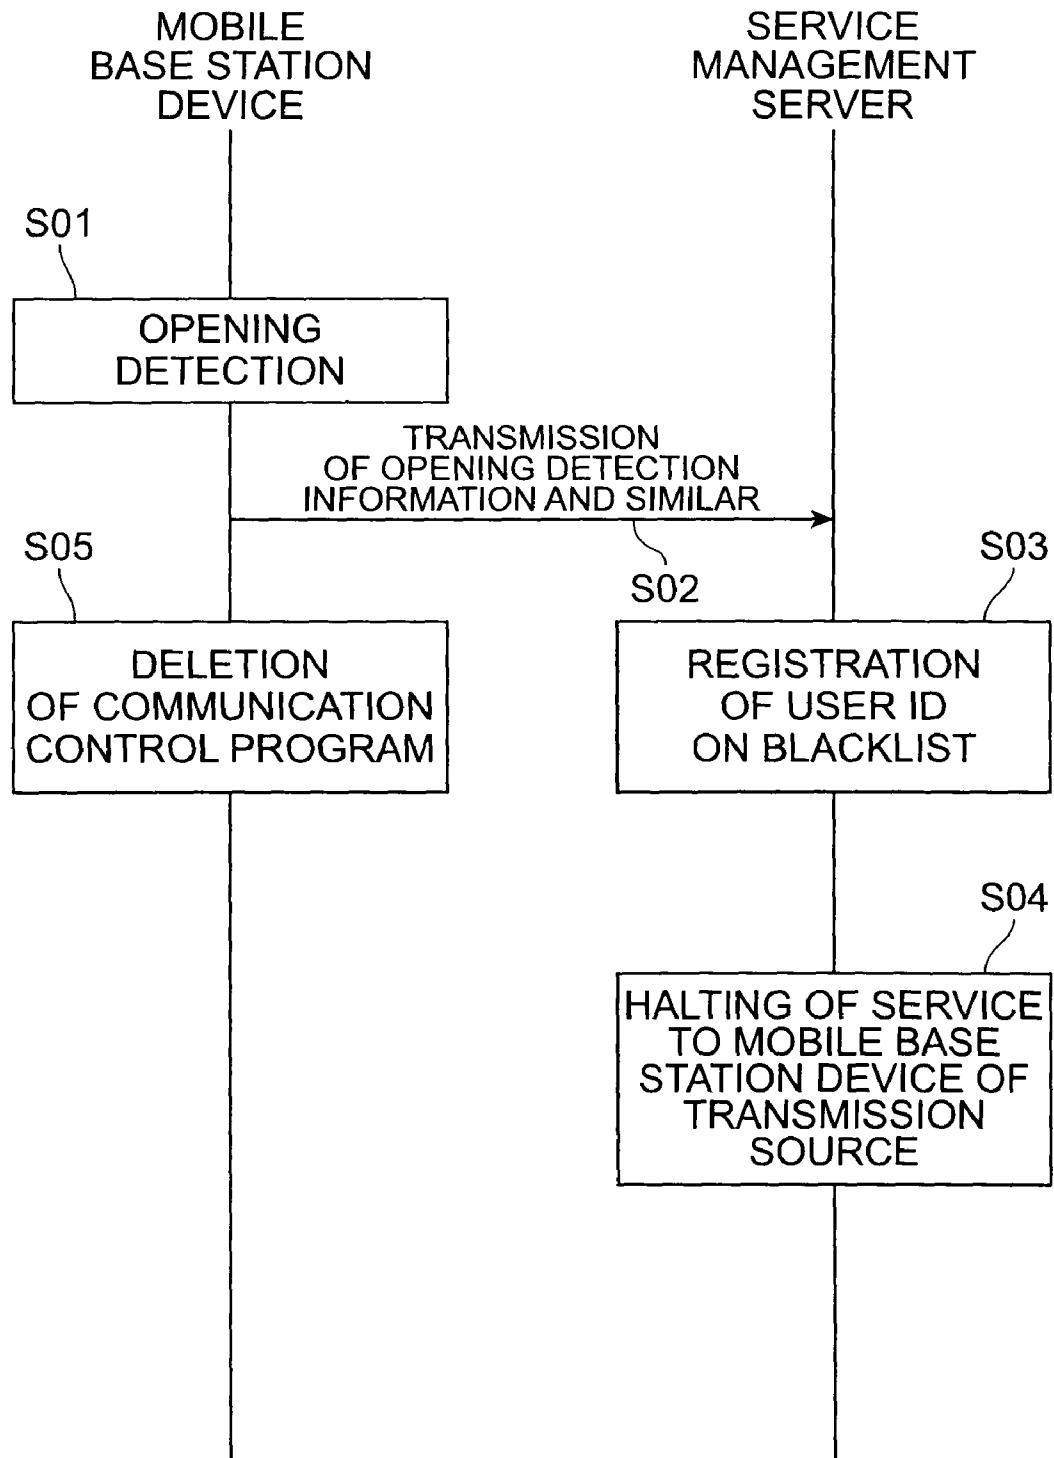 MOBILE
BASE STATION
DEVICE
SERVICE
MANAGEMENT
SERVER
S01
OPENING
DETECTION
TRANSMISSION
OF OPENING DETECTION
INFORMATION AND SIMILAR
S02
S05
DELETION
OF COMMUNICATION
CONTROL PROGRAM
S03
REGISTRATION
OF USER ID
ON BLACKLIST
S04
HALTING OF SERVICE
TO MOBILE BASE
STATION DEVICE OF
TRANSMISSION
SOURCE